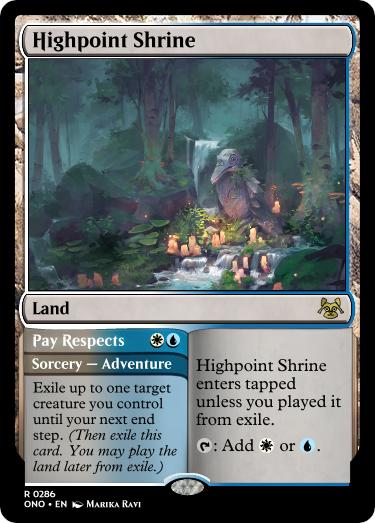 Highpoint Shrine
Land
Pay Respects
Sorcery — Adventure
Exile up to one target
creature you control
until your next end
step. (Then exile this
card. You may play the
land later from exile.)
Highpoint Shrine
enters tapped
unless you played it
from exile.
: Add or .
R 0286
ONO • EN Marika Ravi